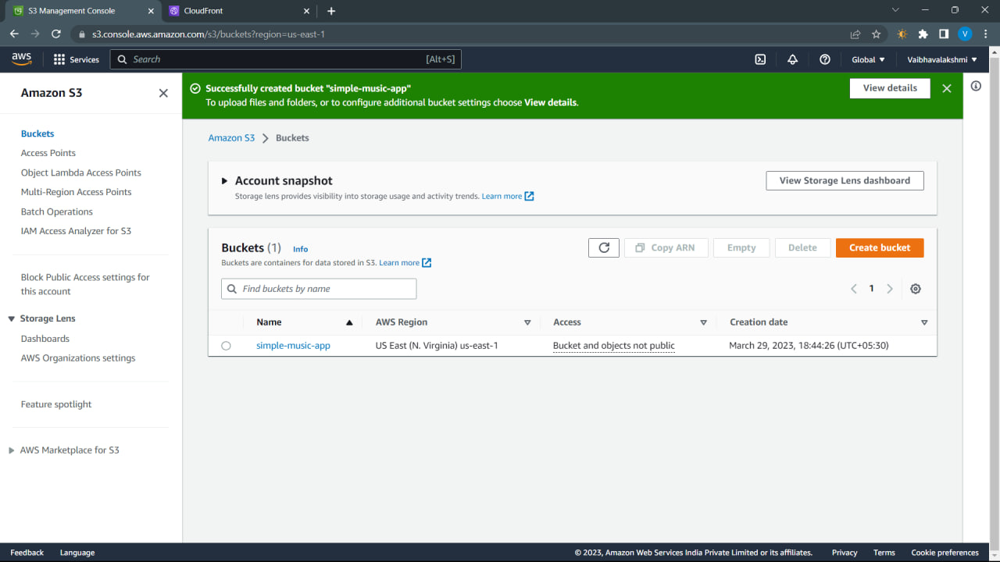 S3 Management Console
CloudFront
s3.console.aws.amazon.com/s3/buckets?region=us-east-1
V
aws
Services
Search
[Alt+S]
Global
Vaibhavalakshmi
Amazon S3
Buckets
Access Points
Object Lambda Access Points
Multi-Region Access Points
Batch Operations
IAM Access Analyzer for S3
Block Public Access settings for
this account
Storage Lens
Dashboards
AWS Organizations settings
Feature spotlight
AWS Marketplace for S3
Successfully created bucket "simple-music-app"
To upload files and folders, or to configure additional bucket settings choose View details.
View details
Amazon S3 > Buckets
Account snapshot
Storage lens provides visibility into storage usage and activity trends. Learn more
View Storage Lens dashboard
Buckets (1) Info
Buckets are containers for data stored in S3. Learn more
Copy ARN
Empty
Delete
Create bucket
Find buckets by name
1
Name AWS Region Access Creation date
simple-music-app US East (N. Virginia) us-east-1 Bucket and objects not public March 29, 2023, 18:44:26 (UTC+05:30)
Feedback Language © 2023, Amazon Web Services India Private Limited or its affiliates. Privacy Terms Cookie preferences